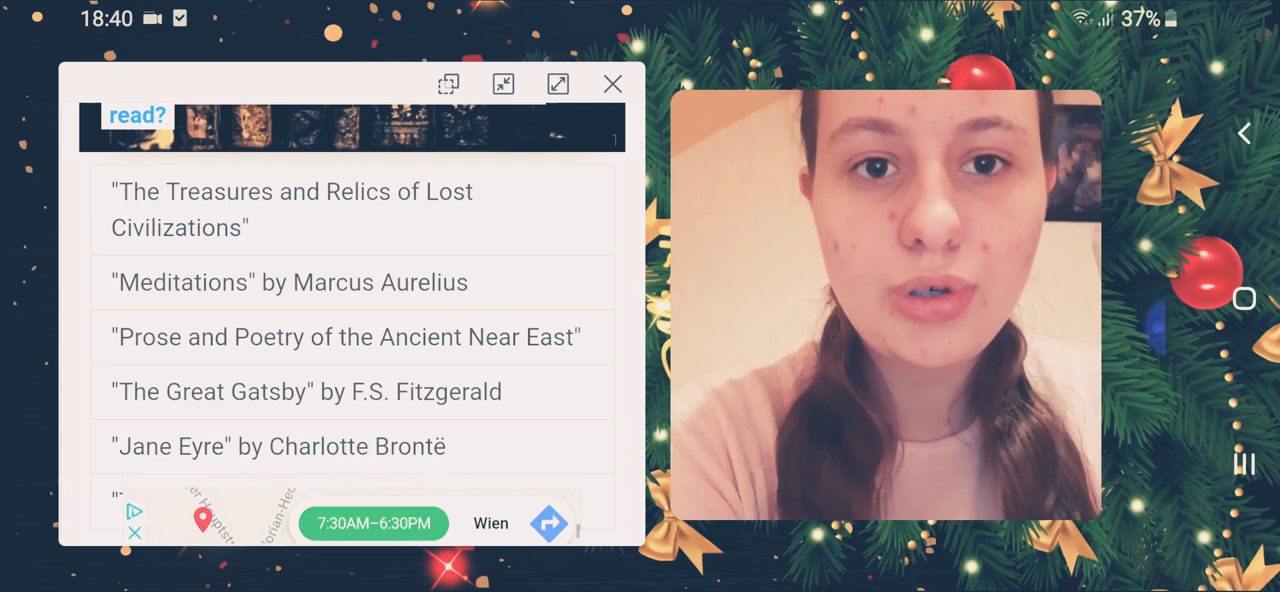 18:40
37%
read?
"The Treasures and Relics of Lost
Civilizations"
"Meditations" by Marcus Aurelius
"Prose and Poetry of the Ancient Near East"
"The Great Gatsby" by F.S. Fitzgerald
"Jane Eyre" by Charlotte Brontë
7:30AM–6:30PM
Wien